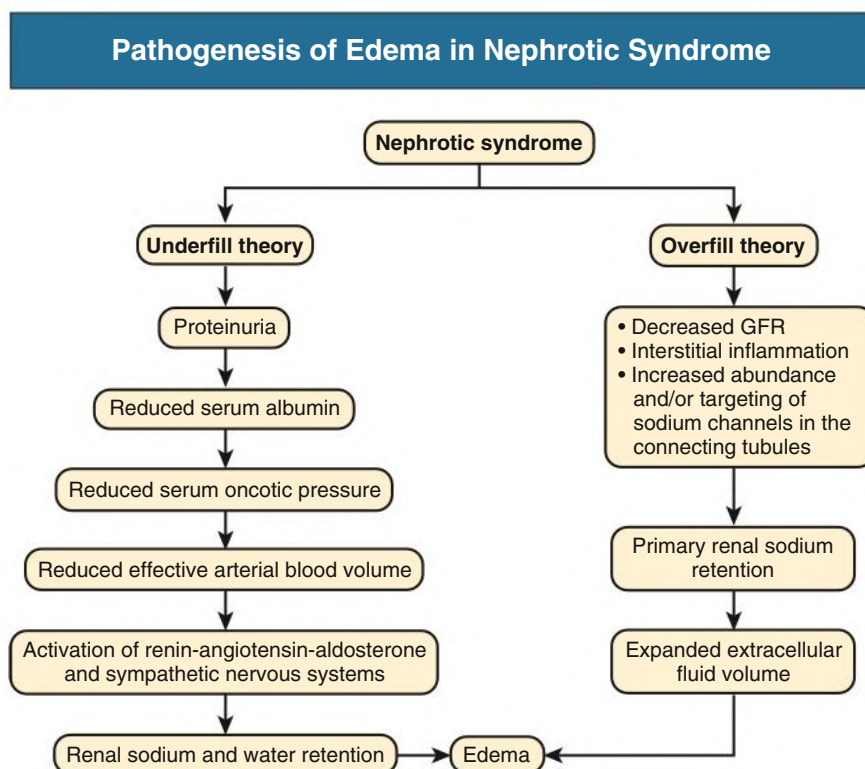 Pathogenesis of Edema in Nephrotic Syndrome
Nephrotic syndrome
Underfill theory
Proteinuria
Reduced serum albumin
Reduced serum oncotic pressure
Reduced effective arterial blood volume
Activation of renin-angiotensin-aldosterone
and sympathetic nervous systems
Renal sodium and water retention
Overfill theory
• Decreased GFR
• Interstitial inflammation
• Increased abundance
and/or targeting of
sodium channels in the
connecting tubules
Primary renal sodium
retention
Expanded extracellular
fluid volume
Edema